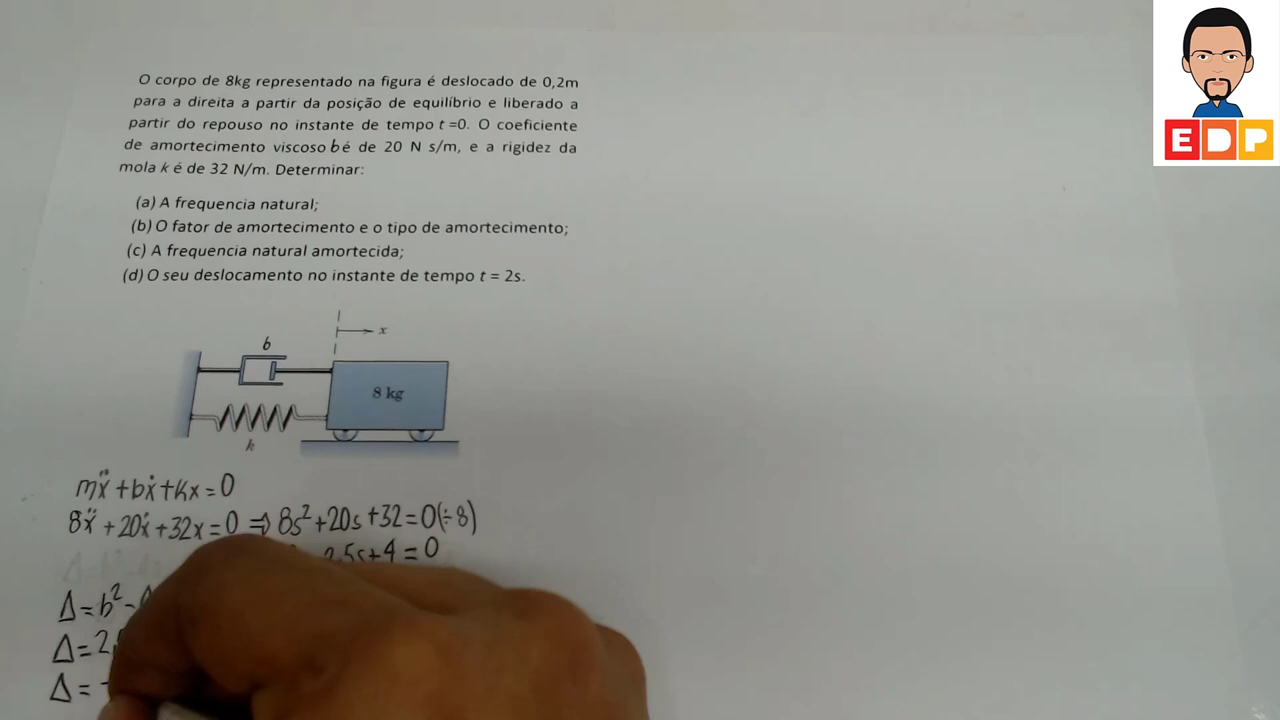 O corpo de 8kg representado na figura é deslocado de 0,2m
para a direita a partir da posição de equilíbrio e liberado a
partir do repouso no instante de tempo t =0. O coeficiente
de amortecimento viscoso b é de 20 N s/m, e a rigidez da
mola k é de 32 N/m. Determinar:
(a) A frequencia natural;
(b) O fator de amortecimento e o tipo de amortecimento;
(c) A frequencia natural amortecida;
(d) O seu deslocamento no instante de tempo t = 2s.
E D P
x
b
8 kg
k
mẍ + bẋ + kx = 0
8ẍ + 20ẋ + 32x = 0 ⇒ 8s² + 20s + 32 = 0 (÷8)
2,5s + 4 = 0
Δ = b² -
Δ = 2,
Δ = -